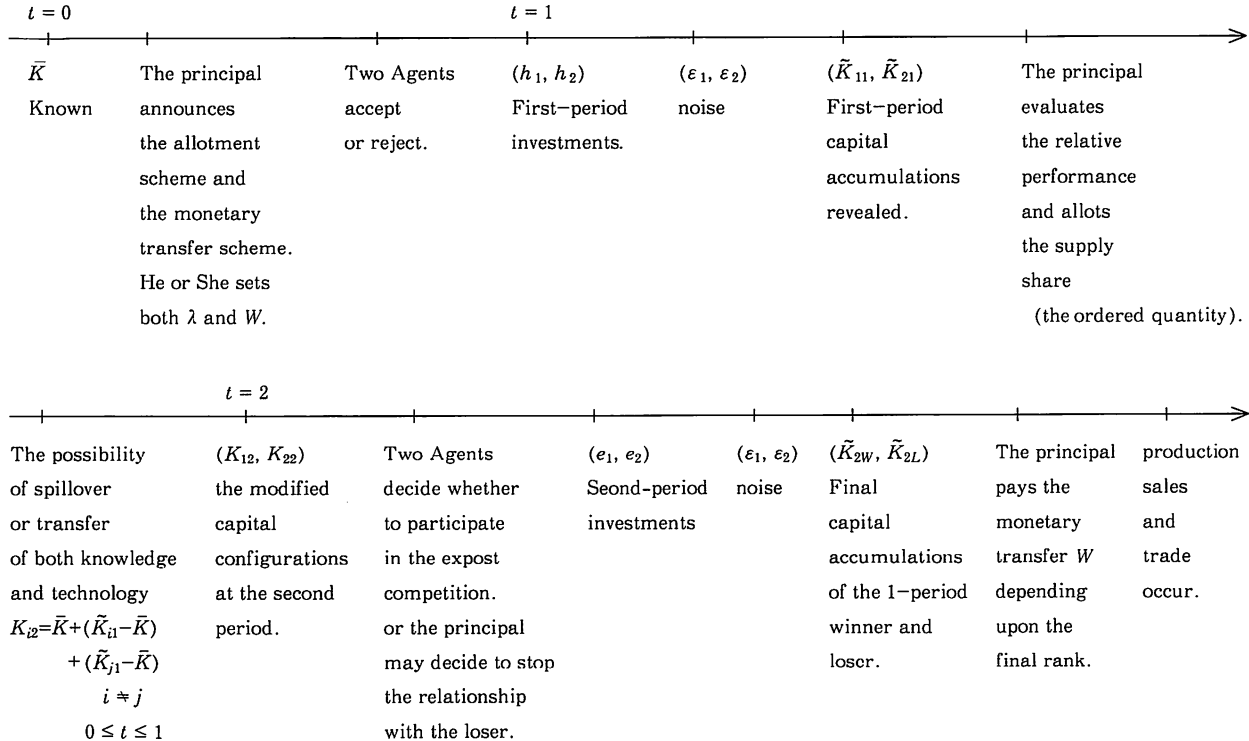 t = 0
t = 1
K̄
Known
The principal
announces
the allotment
scheme and
the monetary
transfer scheme.
He or She sets
both λ and W.
Two Agents
accept
or reject.
(h₁, h₂)
First−period
investments.
(ε₁, ε₂)
noise
(K̃₁₁, K̃₂₁)
First−period
capital
accumulations
revealed.
The principal
evaluates
the relative
performance
and allots
the supply
share
(the ordered quantity).
t = 2
The possibility
of spillover
or transfer
of both knowledge
and technology
Kᵢ₂=K̄+(K̃ᵢ₁−K̄)
+(K̃ⱼ₁−K̄)
i ≠ j
0 ≤ t ≤ 1
(K₁₂, K₂₂)
the modified
capital
configurations
at the second
period.
Two Agents
decide whether
to participate
in the expost
competition.
or the principal
may decide to stop
the relationship
with the loser.
(e₁, e₂)
Seond−period
investments
(ε₁, ε₂)
noise
(K̃₂W, K̃₂L)
Final
capital
accumulations
of the 1−period
winner and
loser.
The principal
pays the
monetary
transfer W
depending
upon the
final rank.
production
sales
and
trade
occur.